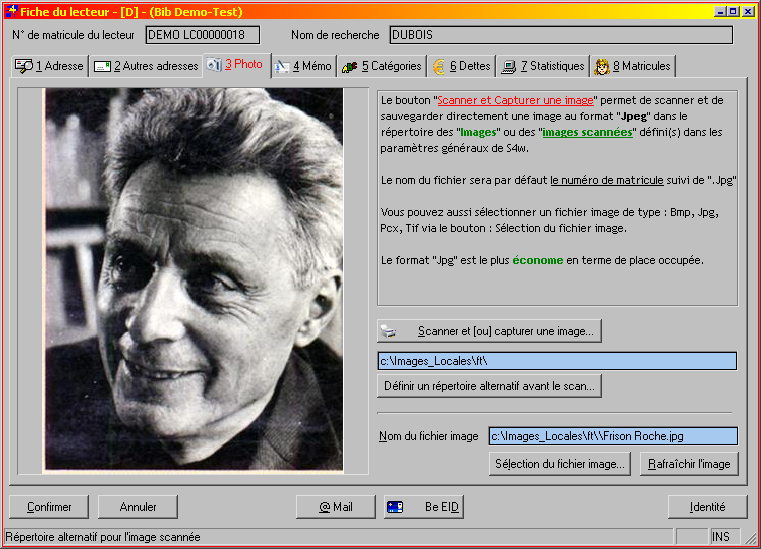 Fiche du lecteur - [D] - (Bib Demo-Test)
N° de matricule du lecteur DEMO LC00000018 Nom de recherche DUBOIS
1 Adresse 2 Autres adresses 3 Photo 4 Mémo 5 Catégories 6 Dettes 7 Statistiques 8 Matricules
Le bouton "Scanner et Capturer une image" permet de scanner et de
sauvegarder directement une image au format "Jpeg" dans le
répertoire des "Images" ou des "images scannées" défini(s) dans les
paramètres généraux de S4w.
Le nom du fichier sera par défaut le numéro de matricule suivi de ".Jpg"
Vous pouvez aussi sélectionner un fichier image de type : Bmp, Jpg,
Pcx, Tif via le bouton : Sélection du fichier image.
Le format "Jpg" est le plus économe en terme de place occupée.
Scanner et [ou] capturer une image...
c:\Images_Locales\ft\
Définir un répertoire alternatif avant le scan...
Nom du fichier image c:\Images_Locales\ft\\Frison Roche.jpg
Sélection du fichier image... Rafraîchir l'image
Confirmer Annuler @ Mail Be EID Identité
Répertoire alternatif pour l'image scannée INS